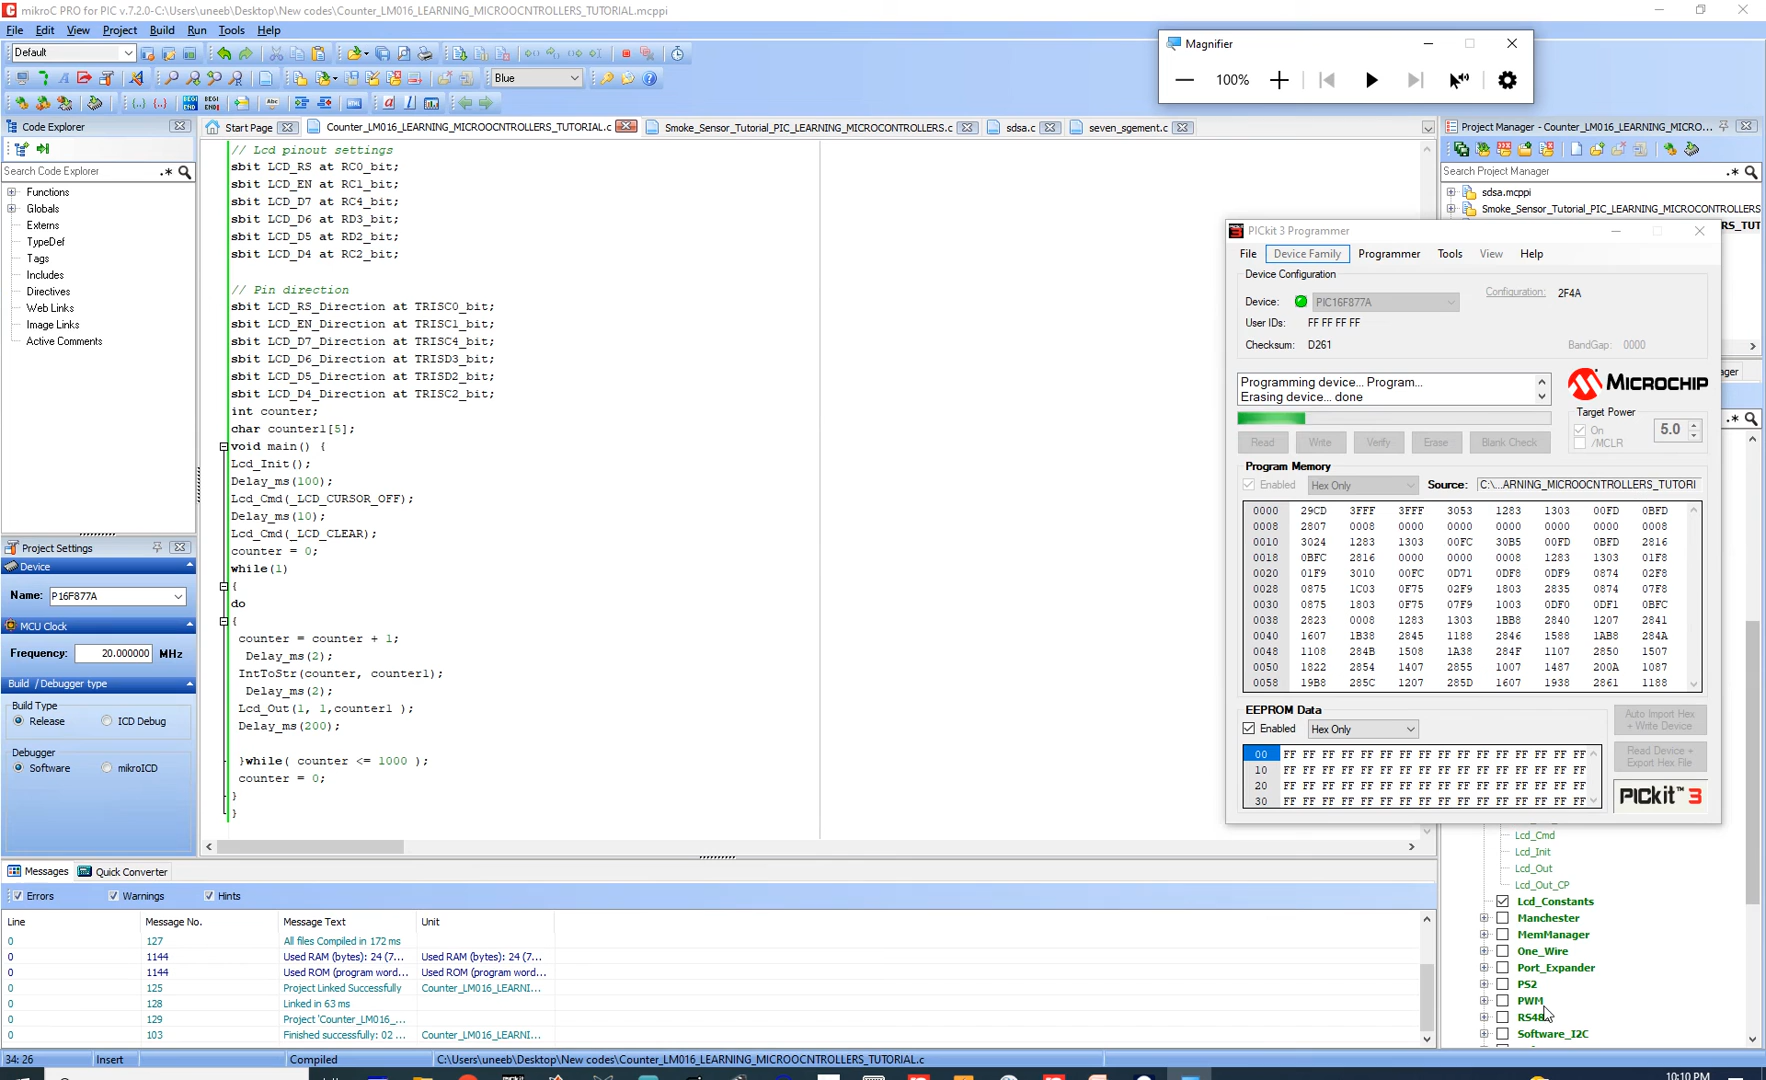 mikroC PRO for PIC v.7.2.0-C:\Users\uneeb\Desktop\New codes\Counter_LM016_LEARNING_MICROOCNTROLLERS_TUTORIAL.mcppi
File Edit View Project Build Run Tools Help
Default
Blue
Magnifier
100%
Code Explorer
Search Code Explorer
Functions
Globals
Externs
TypeDef
Tags
Includes
Directives
Web Links
Image Links
Active Comments
Project Settings
Device
Name: P16F877A
MCU Clock
Frequency: 20.000000 MHz
Build /Debugger type
Build Type
Release ICD Debug
Debugger
Software mikroICD
Start Page Counter_LM016_LEARNING_MICROOCNTROLLERS_TUTORIAL.c Smoke_Sensor_Tutorial_PIC_LEARNING_MICROCONTROLLERS.c sdsa.c seven_sgement.c
// Lcd pinout settings
sbit LCD_RS at RC0_bit;
sbit LCD_EN at RC1_bit;
sbit LCD_D7 at RC4_bit;
sbit LCD_D6 at RD3_bit;
sbit LCD_D5 at RD2_bit;
sbit LCD_D4 at RC2_bit;
// Pin direction
sbit LCD_RS_Direction at TRISC0_bit;
sbit LCD_EN_Direction at TRISC1_bit;
sbit LCD_D7_Direction at TRISC4_bit;
sbit LCD_D6_Direction at TRISD3_bit;
sbit LCD_D5_Direction at TRISD2_bit;
sbit LCD_D4_Direction at TRISC2_bit;
int counter;
char counter1[5];
void main() {
Lcd_Init();
Delay_ms(100);
Lcd_Cmd(_LCD_CURSOR_OFF);
Delay_ms(10);
Lcd_Cmd(_LCD_CLEAR);
counter = 0;
while(1)
{
do
{
counter = counter + 1;
Delay_ms(2);
IntToStr(counter, counter1);
Delay_ms(2);
Lcd_Out(1, 1,counter1 );
Delay_ms(200);
}while( counter <= 1000 );
counter = 0;
}
}
Project Manager - Counter_LM016_LEARNING_MICRO...
Search Project Manager
sdsa.mcppi
Smoke_Sensor_Tutorial_PIC_LEARNING_MICROCONTROLLERS
RS_TUT
ager
PICkit 3 Programmer
File Device Family Programmer Tools View Help
Device Configuration
Device: PIC16F877A Configuration: 2F4A
User IDs: FF FF FF FF
Checksum: D261 BandGap: 0000
Programming device... Program...
Erasing device... done
MICROCHIP
Target Power
On
/MCLR
5.0
Read Write Verify Erase Blank Check
Program Memory
Enabled Hex Only Source: C:\...ARNING_MICROOCNTROLLERS_TUTORI
0000 29CD 3FFF 3FFF 3053 1283 1303 00FD 0BFD
0008 2807 0008 0000 0000 0000 0000 0000 0008
0010 3024 1283 1303 00FC 30B5 00FD 0BFD 2816
0018 0BFC 2816 0000 0000 0008 1283 1303 01F8
0020 01F9 3010 00FC 0D71 0DF8 0DF9 0874 02F8
0028 0875 1C03 0F75 02F9 1803 2835 0874 07F8
0030 0875 1803 0F75 07F9 1003 0DF0 0DF1 0BFC
0038 2823 0008 1283 1303 1BB8 2840 1207 2841
0040 1607 1B38 2845 1188 2846 1588 1AB8 284A
0048 1108 284B 1508 1A38 284F 1107 2850 1507
0050 1822 2854 1407 2855 1007 1487 200A 1087
0058 19B8 285C 1207 285D 1607 1938 2861 1188
EEPROM Data
Enabled Hex Only
00 FF FF FF FF FF FF FF FF FF FF FF FF FF FF FF FF
10 FF FF FF FF FF FF FF FF FF FF FF FF FF FF FF FF
20 FF FF FF FF FF FF FF FF FF FF FF FF FF FF FF FF
30 FF FF FF FF FF FF FF FF FF FF FF FF FF FF FF FF
Auto Import Hex
+ Write Device
Read Device +
Export Hex File
PICkit™ 3
Lcd_Cmd
Lcd_Init
Lcd_Out
Lcd_Out_CP
Lcd_Constants
Manchester
MemManager
One_Wire
Port_Expander
PS2
PWM
RS48
Software_I2C
Messages Quick Converter
Errors Warnings Hints
Line Message No. Message Text Unit
0 127 All files Compiled in 172 ms
0 1144 Used RAM (bytes): 24 (7... Used RAM (bytes): 24 (7...
0 1144 Used ROM (program word... Used ROM (program word...
0 125 Project Linked Successfully Counter_LM016_LEARNI...
0 128 Linked in 63 ms
0 129 Project 'Counter_LM016_...
0 103 Finished successfully: 02 ... Counter_LM016_LEARNI...
34: 26 Insert Compiled C:\Users\uneeb\Desktop\New codes\Counter_LM016_LEARNING_MICROOCNTROLLERS_TUTORIAL.c
10:10 PM